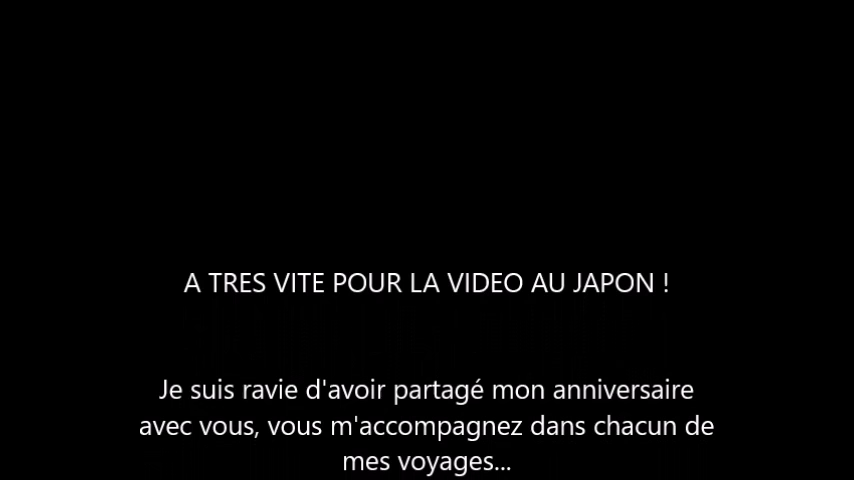 A TRES VITE POUR LA VIDEO AU JAPON !
Je suis ravie d'avoir partagé mon anniversaire
avec vous, vous m'accompagnez dans chacun de
mes voyages...